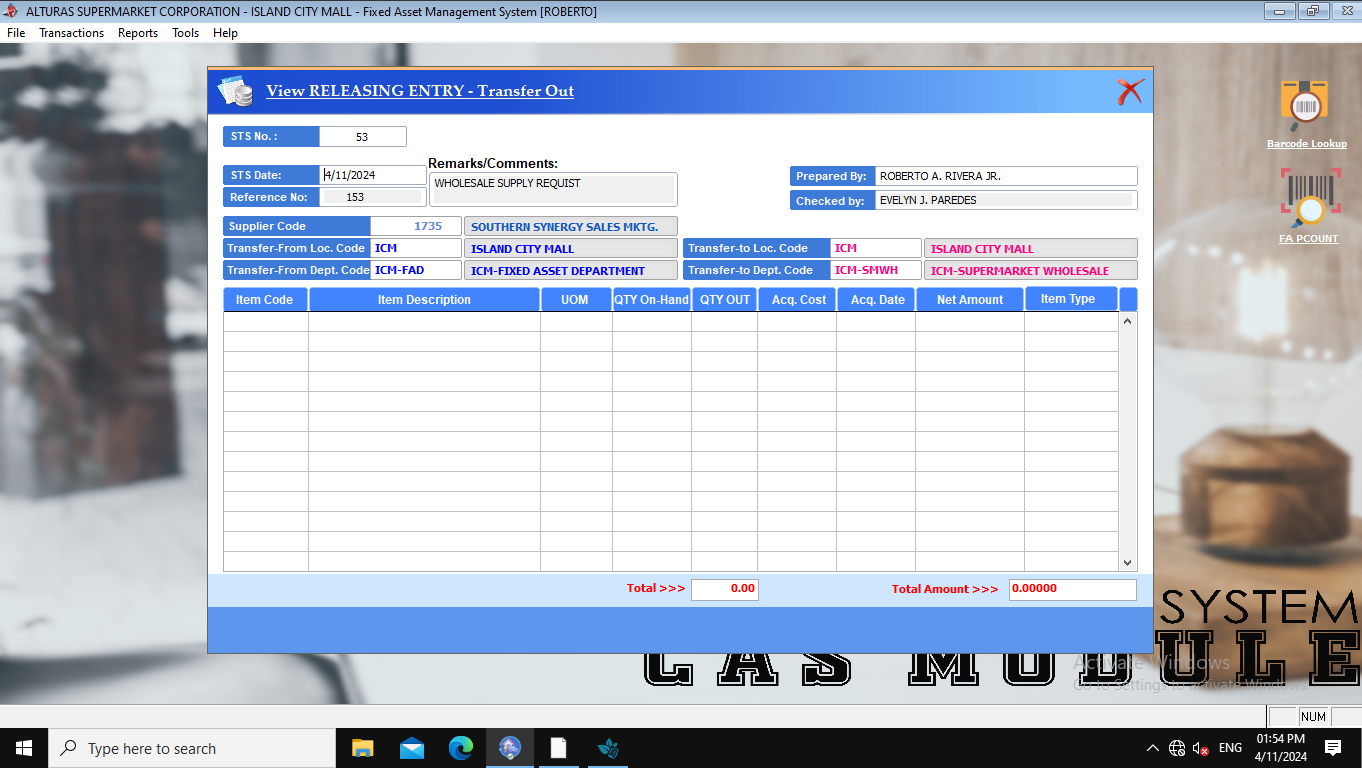 ALTURAS SUPERMARKET CORPORATION - ISLAND CITY MALL - Fixed Asset Management System [ROBERTO]
File Transactions Reports Tools Help
View RELEASING ENTRY - Transfer Out
Barcode Lookup
FA PCOUNT
STS No. : 53
STS Date: 4/11/2024
Reference No: 153
Remarks/Comments:
WHOLESALE SUPPLY REQUIST
Prepared By: ROBERTO A. RIVERA JR.
Checked by: EVELYN J. PAREDES
Supplier Code 1735 SOUTHERN SYNERGY SALES MKTG.
Transfer-From Loc. Code ICM ISLAND CITY MALL Transfer-to Loc. Code ICM ISLAND CITY MALL
Transfer-From Dept. Code ICM-FAD ICM-FIXED ASSET DEPARTMENT Transfer-to Dept. Code ICM-SMWH ICM-SUPERMARKET WHOLESALE
Item Code Item Description UOM QTY On-Hand QTY OUT Acq. Cost Acq. Date Net Amount Item Type
Total >>> 0.00 Total Amount >>> 0.00000
SYSTEM
CAS MODULE
Activate Windows
Go to Settings to activate Windows.
NUM
Type here to search
ENG
01:54 PM
4/11/2024